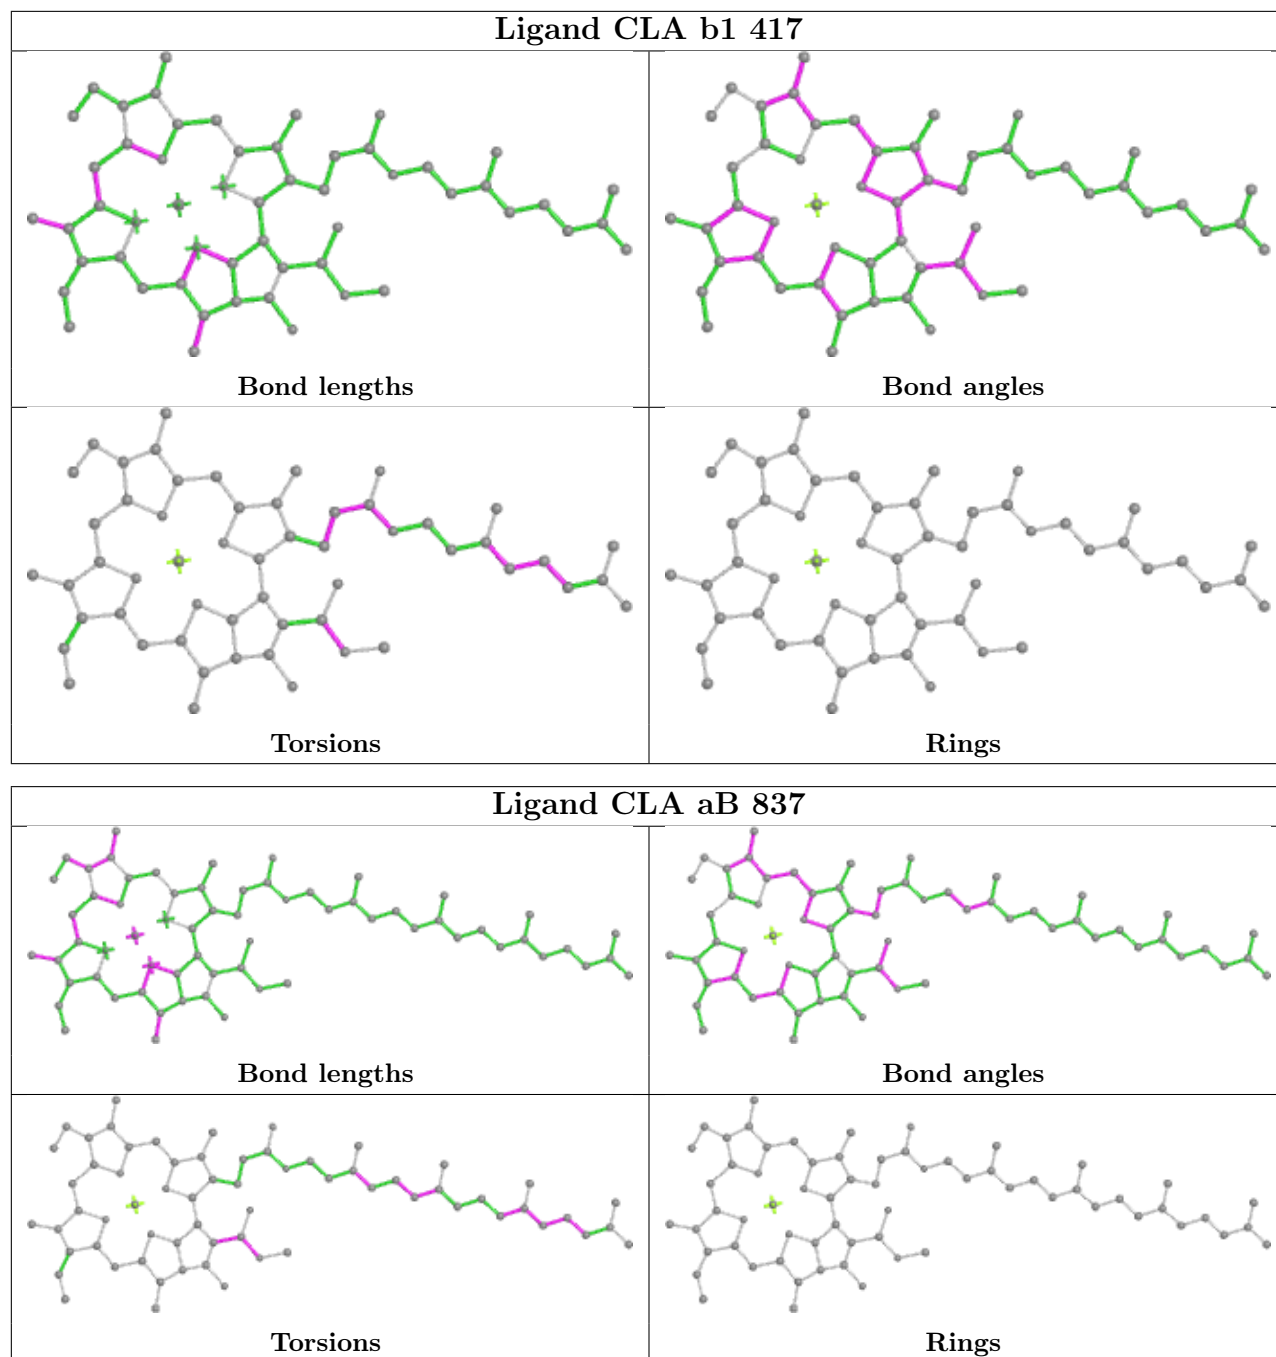 Ligand CLA b1 417
Bond lengths
Bond angles
Torsions
Rings
Ligand CLA aB 837
Bond lengths
Bond angles
Torsions
Rings